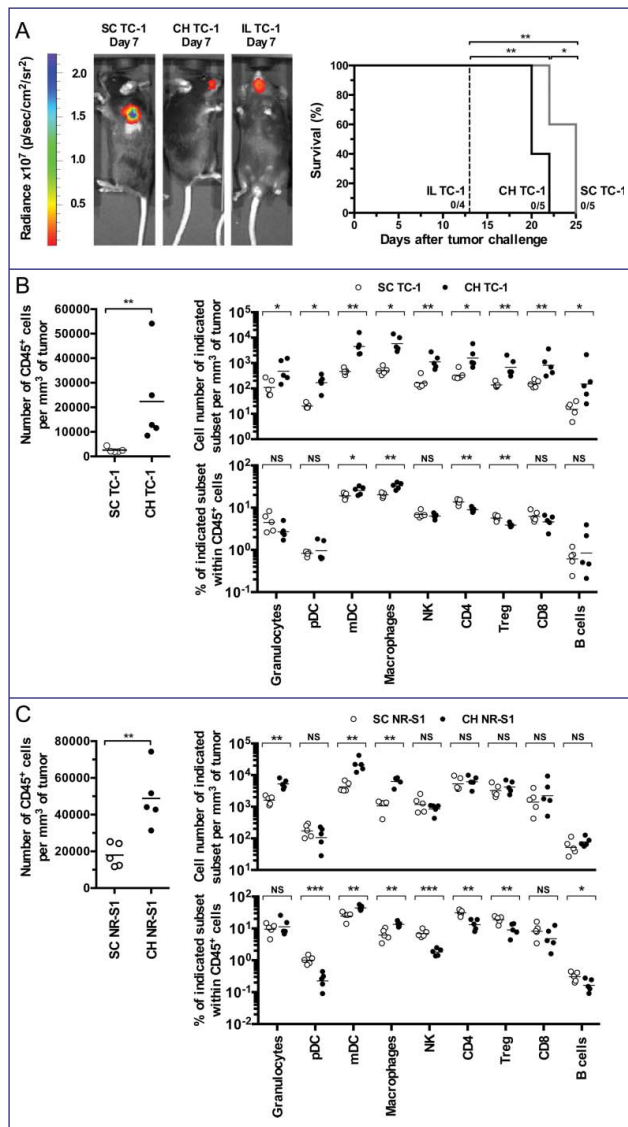 A
SC TC-1
Day 7
CH TC-1
Day 7
IL TC-1
Day 7
Radiance x10⁷ (p/sec/cm²/sr²)
2.0
1.5
1.0
0.5
Survival (%)
100
80
60
40
20
0
**
**
*
IL TC-1
0/4
CH TC-1
0/5
SC TC-1
0/5
0
5
10
15
20
25
Days after tumor challenge
B
Number of CD45⁺ cells
per mm³ of tumor
60000
50000
40000
30000
20000
10000
0
**
SC TC-1
CH TC-1
○ SC TC-1 ● CH TC-1
Cell number of indicated
subset per mm³ of tumor
10⁵
10⁴
10³
10²
10¹
10⁰
* * ** * ** * ** ** *
% of indicated subset
within CD45⁺ cells
10²
10¹
10⁰
10⁻¹
NS NS * ** NS ** ** NS NS
Granulocytes
pDC
mDC
Macrophages
NK
CD4
Treg
CD8
B cells
C
Number of CD45⁺ cells
per mm³ of tumor
80000
60000
40000
20000
0
**
SC NR-S1
CH NR-S1
○ SC NR-S1 ● CH NR-S1
Cell number of indicated
subset per mm³ of tumor
10⁵
10⁴
10³
10²
10¹
** NS ** ** NS NS NS NS NS
% of indicated subset
within CD45⁺ cells
10²
10¹
10⁰
10⁻¹
10⁻²
NS *** ** ** *** ** ** NS *
Granulocytes
pDC
mDC
Macrophages
NK
CD4
Treg
CD8
B cells